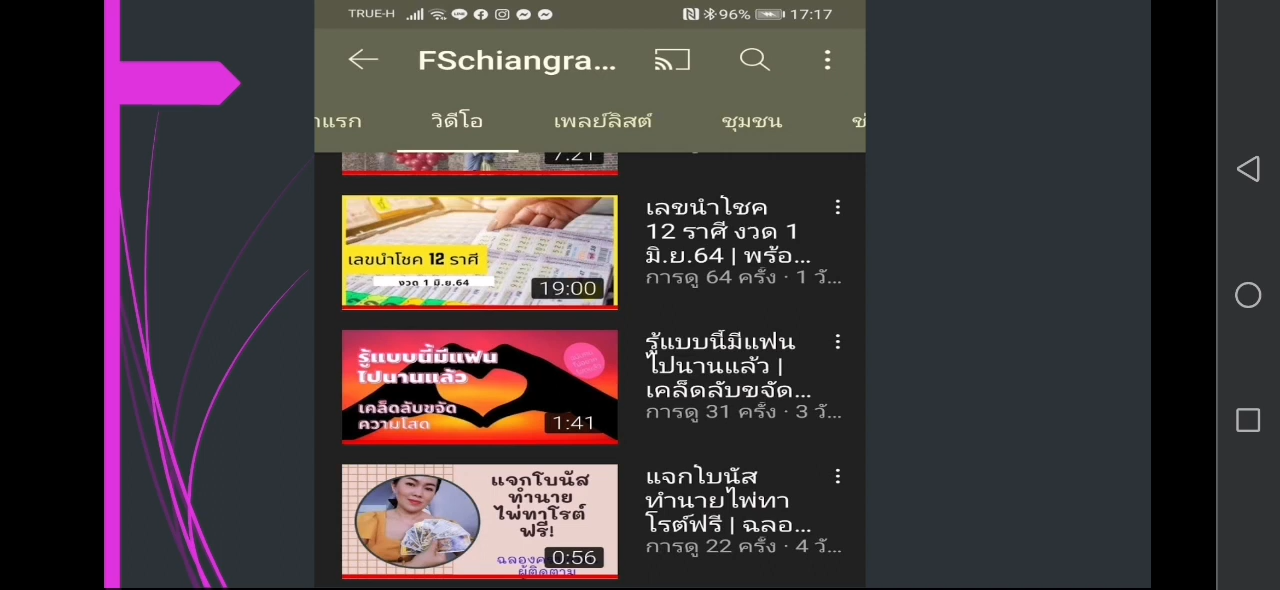 TRUE-H 96% 17:17
FSchiangra...
วิดีโอ เพลย์ลิสต์ ชุมชน
7:21
เลขนำโชค 12 ราศี
งวด 1 มิ.ย.64
19:00
เลขนำโชค
12 ราศี งวด 1
มิ.ย.64 | พร้อ...
การดู 64 ครั้ง · 1 วั...
รู้แบบนี้มีแฟน
ไปนานแล้ว
เคล็ดลับขจัด
ความโสด
1:41
รู้แบบนี้มีแฟน
ไปนานแล้ว |
เคล็ดลับขจัด...
การดู 31 ครั้ง · 3 วั...
แจกโบนัส
ทำนาย
ไพ่ทาโรต์
ฟรี!
0:56
ผู้ติดตาม
แจกโบนัส
ทำนายไพ่ทา
โรต์ฟรี | ฉลอ...
การดู 22 ครั้ง · 4 วั...